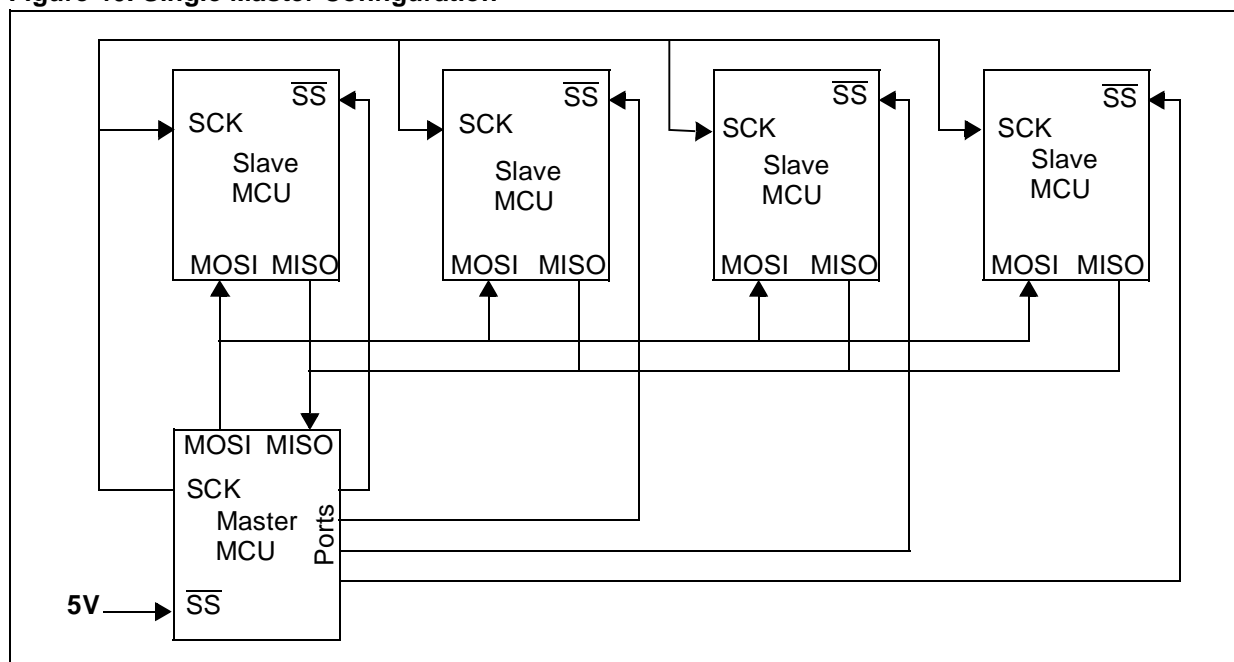 Figure 48. Single Master Configuration
SS SS SS SS
SCK SCK SCK SCK
Slave Slave Slave Slave
MCU MCU MCU MCU
MOSI MISO MOSI MISO MOSI MISO MOSI MISO
MOSI MISO
SCK
Master
MCU
Ports
5V SS